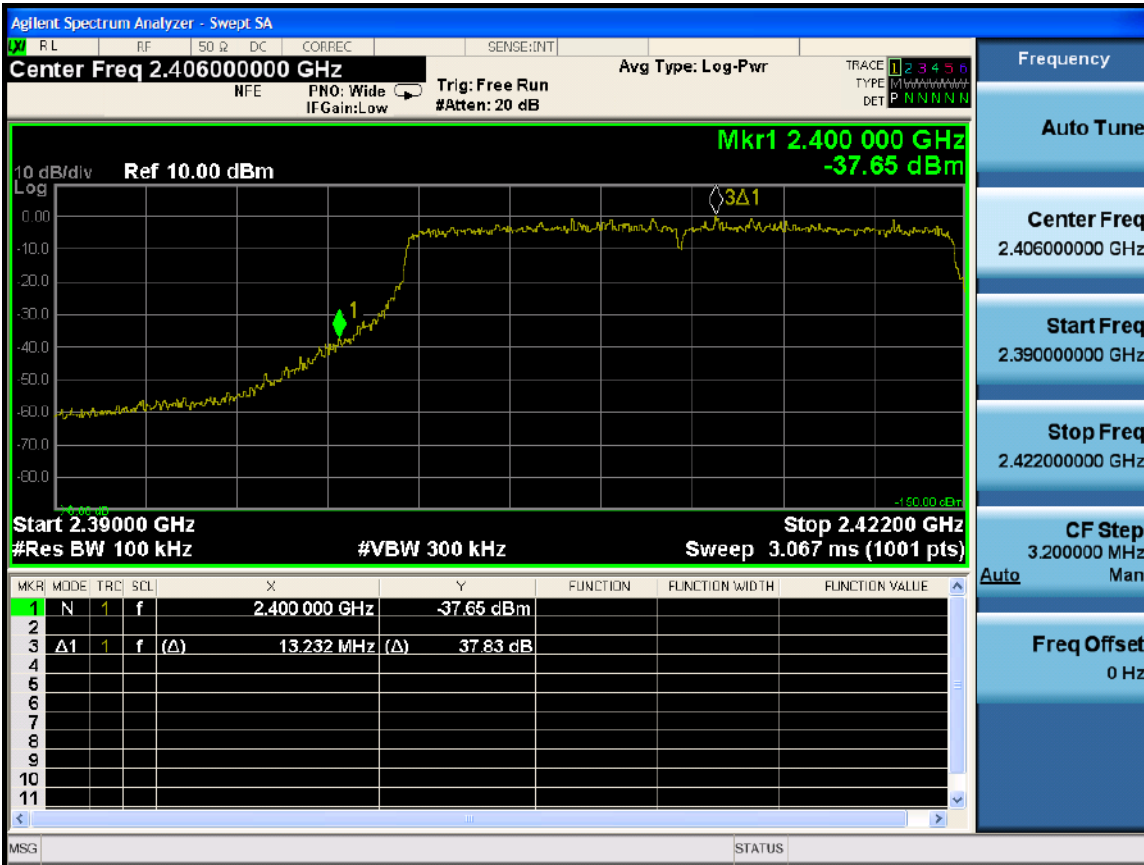 Agilent Spectrum Analyzer - Swept SA
LXI RL RF 50 Ω DC CORREC SENSE:INT
Center Freq 2.406000000 GHz
NFE
PNO: Wide
IFGain:Low
Trig: Free Run
#Atten: 20 dB
Avg Type: Log-Pwr
TRACE 1 2 3 4 5 6
TYPE MWWWWW
DET P N N N N N
Mkr1 2.400 000 GHz
-37.65 dBm
10 dB/div Ref 10.00 dBm
Log
3Δ1
0.00
-10.0
-20.0
-30.0
1
-40.0
-50.0
-60.0
-70.0
-80.0
-150.00 dBm
Start 2.39000 GHz Stop 2.42200 GHz
#Res BW 100 kHz #VBW 300 kHz Sweep 3.067 ms (1001 pts)
MKR MODE TRC SCL X Y FUNCTION FUNCTION WIDTH FUNCTION VALUE
1 N 1 f 2.400 000 GHz -37.65 dBm
2
3 Δ1 1 f (Δ) 13.232 MHz (Δ) 37.83 dB
4
5
6
7
8
9
10
11
MSG STATUS
Frequency
Auto Tune
Center Freq
2.406000000 GHz
Start Freq
2.390000000 GHz
Stop Freq
2.422000000 GHz
CF Step
3.200000 MHz
Auto Man
Freq Offset
0 Hz